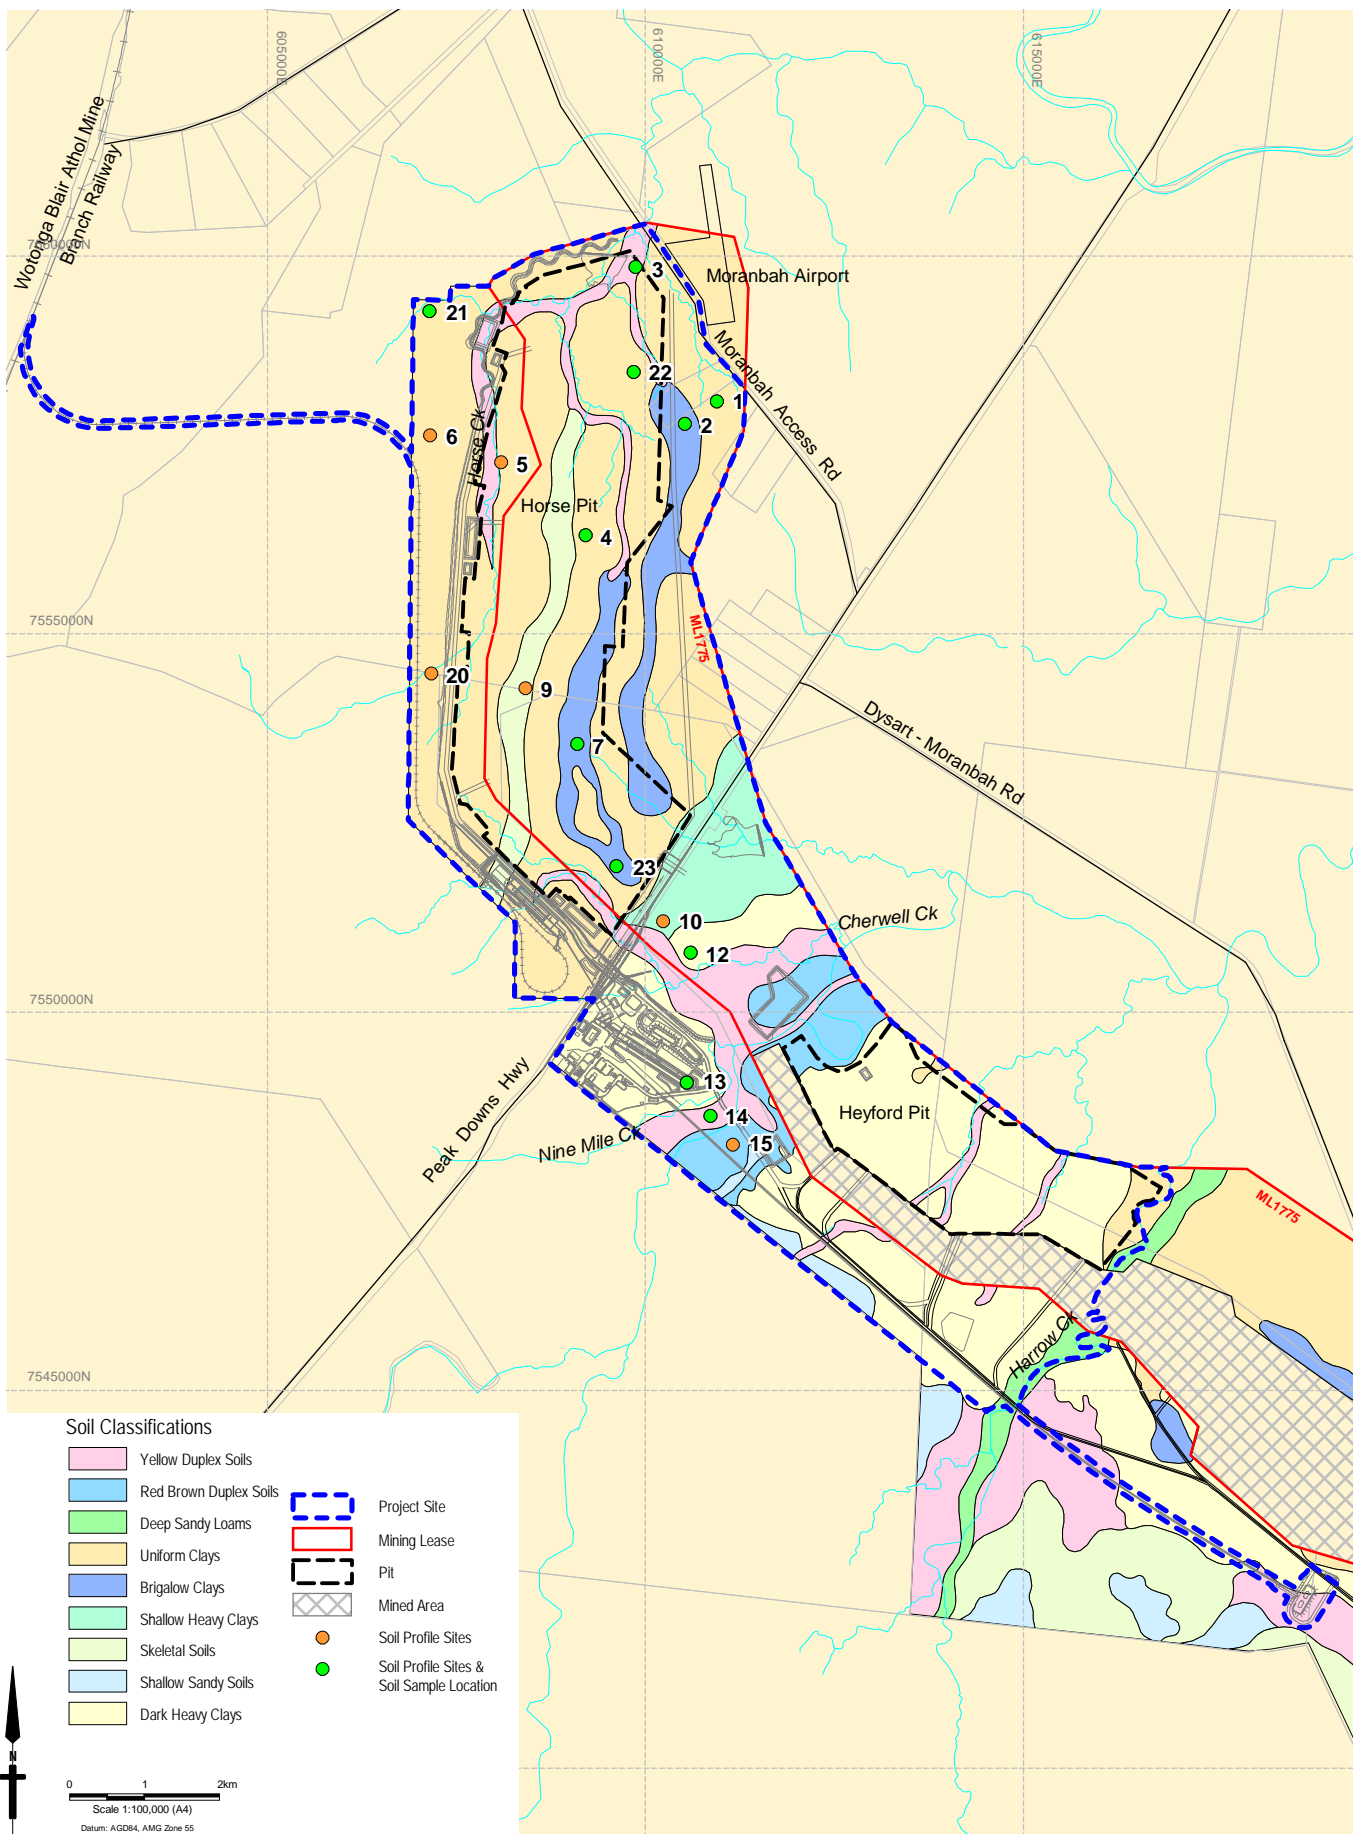 605000E
610000E
615000E
Wotonga Blair Athol Mine
Branch Railway
7560000N
3
Moranbah Airport
21
Moranbah Access Rd
22
1
2
6
Horse Ck
5
Horse Pit
4
7555000N
ML1775
20
9
Dysart - Moranbah Rd
7
23
10
Cherwell Ck
12
7550000N
13
Heyford Pit
Peak Downs Hwy
14
Nine Mile Ck
15
ML1775
Harrow Ck
7545000N
Soil Classifications
Yellow Duplex Soils
Red Brown Duplex Soils
Deep Sandy Loams
Uniform Clays
Brigalow Clays
Shallow Heavy Clays
Skeletal Soils
Shallow Sandy Soils
Dark Heavy Clays
Project Site
Mining Lease
Pit
Mined Area
Soil Profile Sites
Soil Profile Sites &
Soil Sample Location
N
0 1 2km
Scale 1:100,000 (A4)
Datum: AGD84, AMG Zone 55